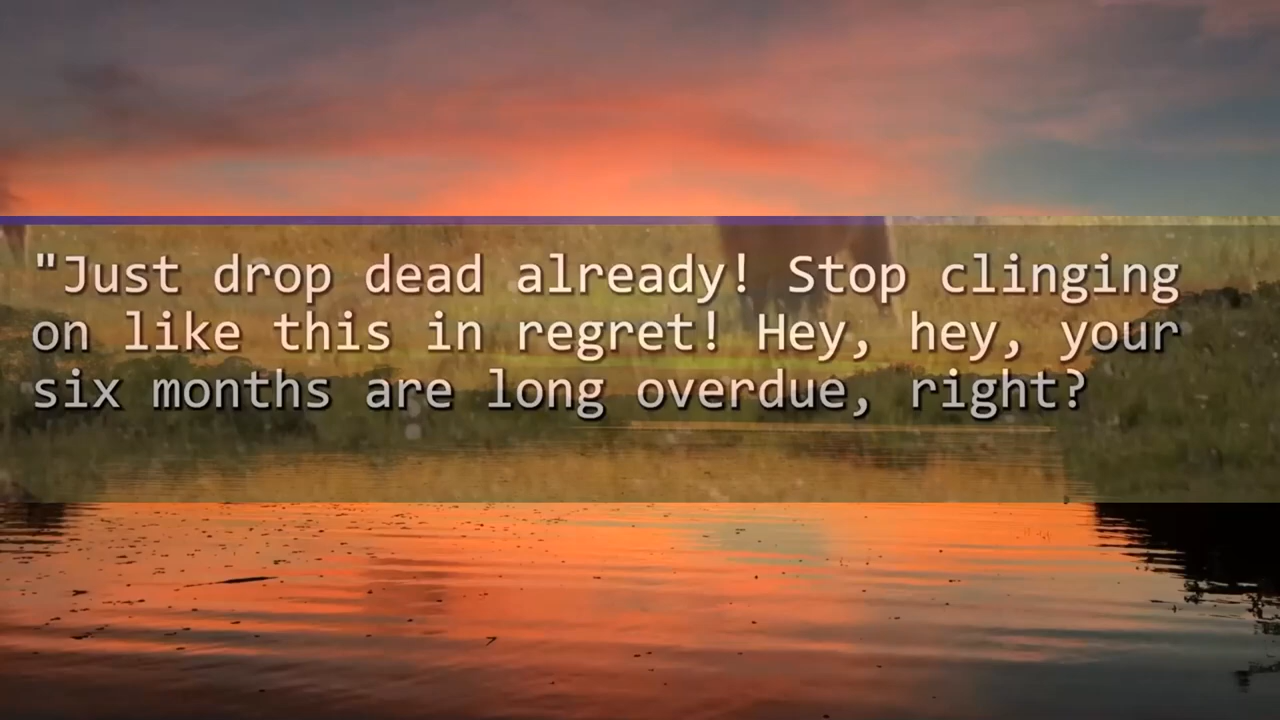 "Just drop dead already! Stop clinging
on like this in regret! Hey, hey, your
six months are long overdue, right?